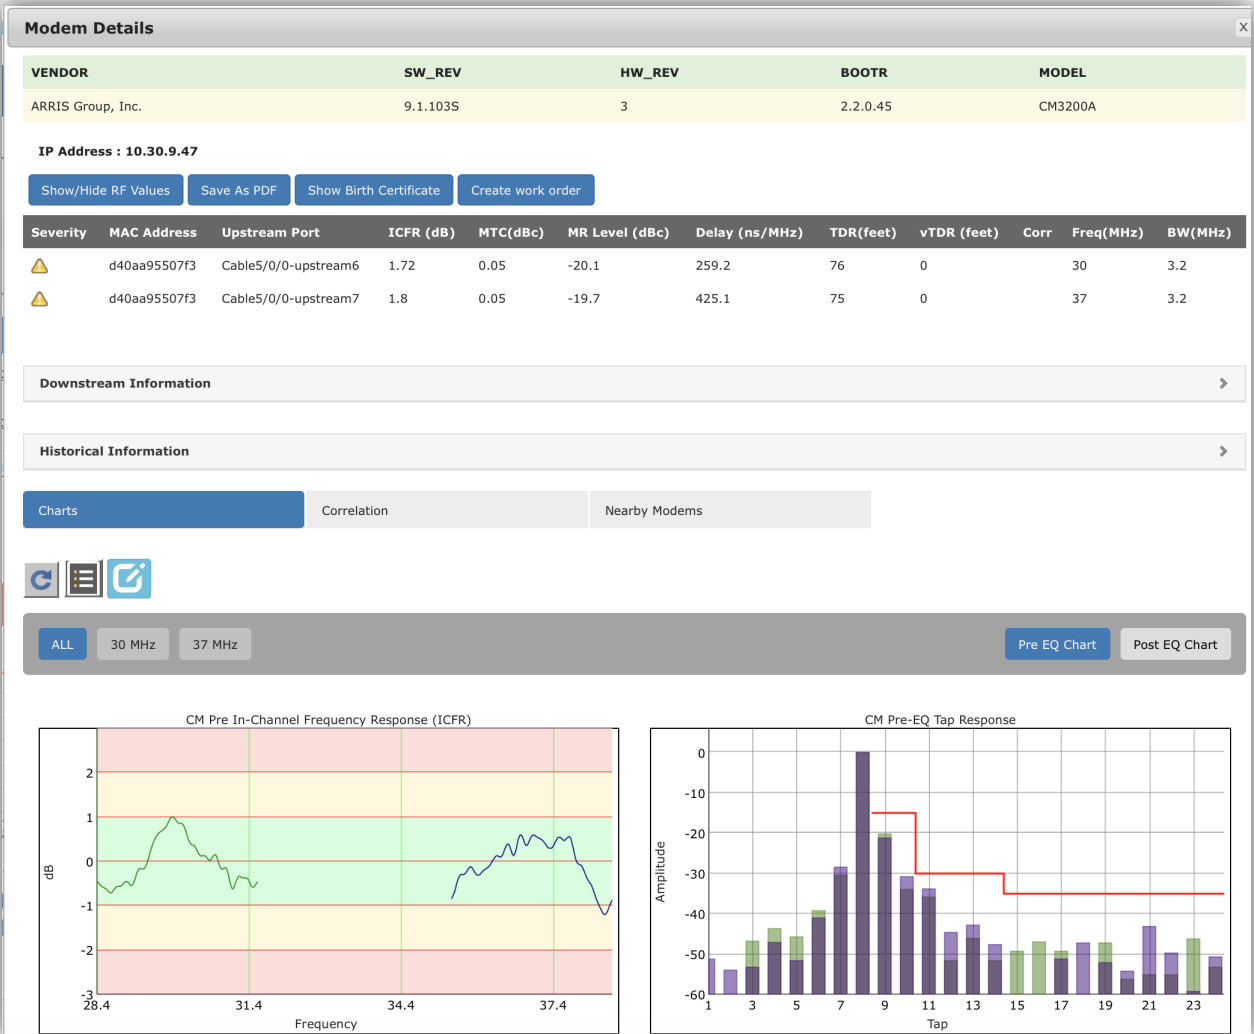 Modem Details
X
VENDOR SW_REV HW_REV BOOTR MODEL
ARRIS Group, Inc. 9.1.103S 3 2.2.0.45 CM3200A
IP Address : 10.30.9.47
Show/Hide RF Values Save As PDF Show Birth Certificate Create work order
Severity MAC Address Upstream Port ICFR (dB) MTC(dBc) MR Level (dBc) Delay (ns/MHz) TDR(feet) vTDR (feet) Corr Freq(MHz) BW(MHz)
d40aa95507f3 Cable5/0/0-upstream6 1.72 0.05 -20.1 259.2 76 0 30 3.2
d40aa95507f3 Cable5/0/0-upstream7 1.8 0.05 -19.7 425.1 75 0 37 3.2
Downstream Information
Historical Information
Charts Correlation Nearby Modems
ALL 30 MHz 37 MHz Pre EQ Chart Post EQ Chart
CM Pre In-Channel Frequency Response (ICFR)
dB
2
1
0
-1
-2
-3
28.4 31.4 34.4 37.4
Frequency
CM Pre-EQ Tap Response
Amplitude
0
-10
-20
-30
-40
-50
-60
1 3 5 7 9 11 13 15 17 19 21 23
Tap